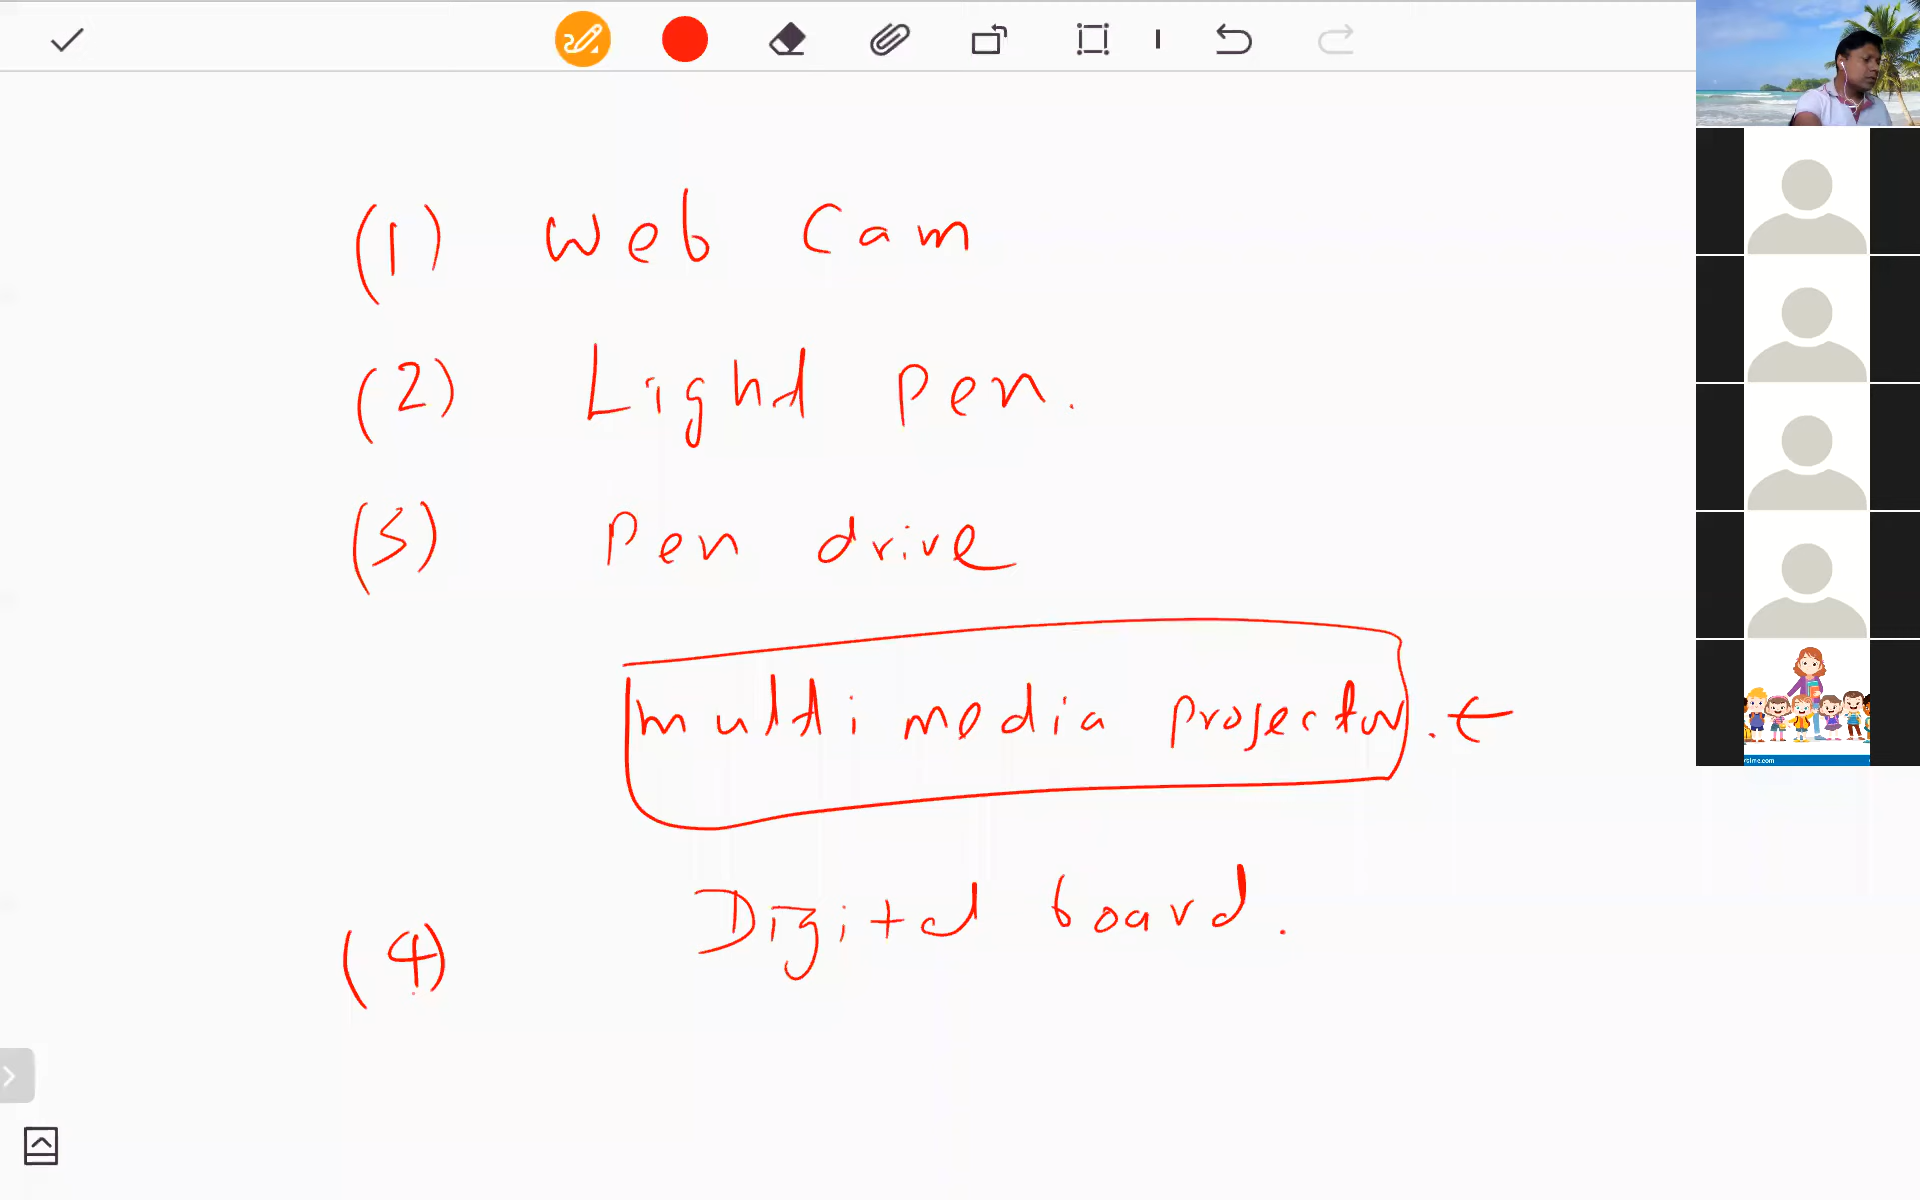 (1) Web Cam
(2) Light pen.
(3) Pen drive
multi media projector. ←
(4) Digital board.